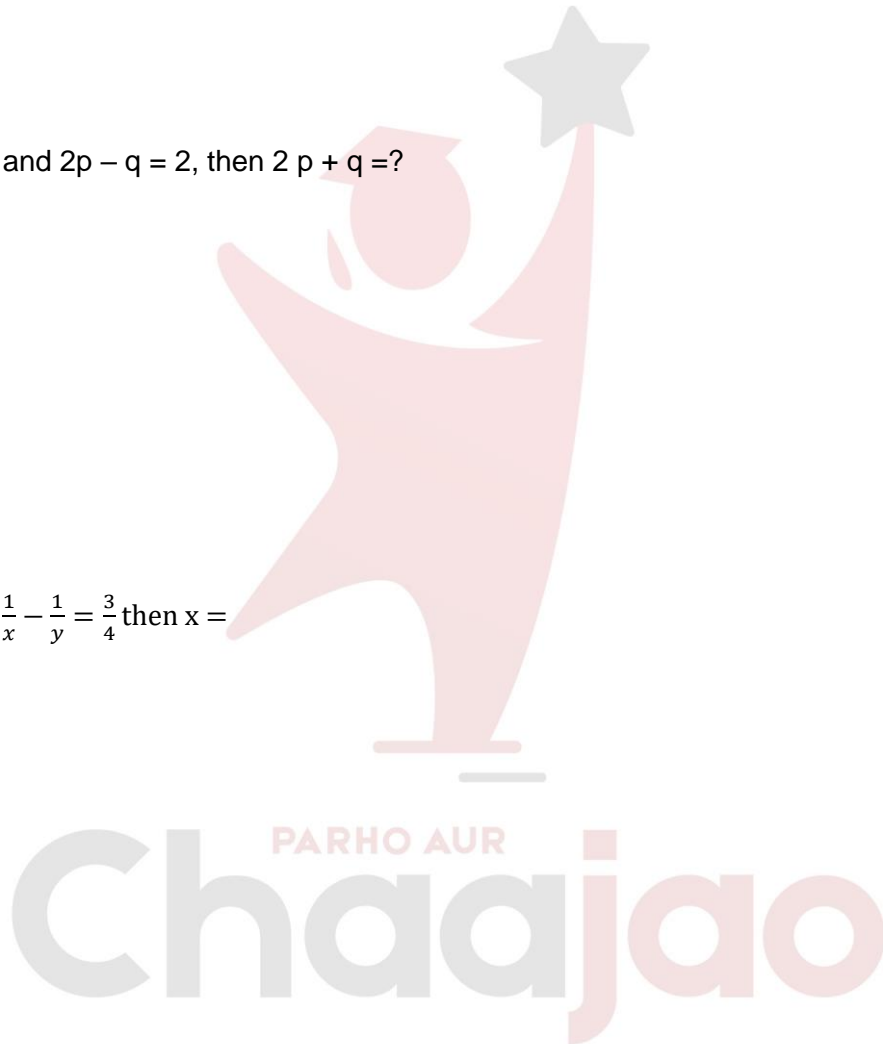 and 2p – q = 2, then 2 p + q =?
1/x − 1/y = 3/4 then x =
PARHO AUR
Chaajao